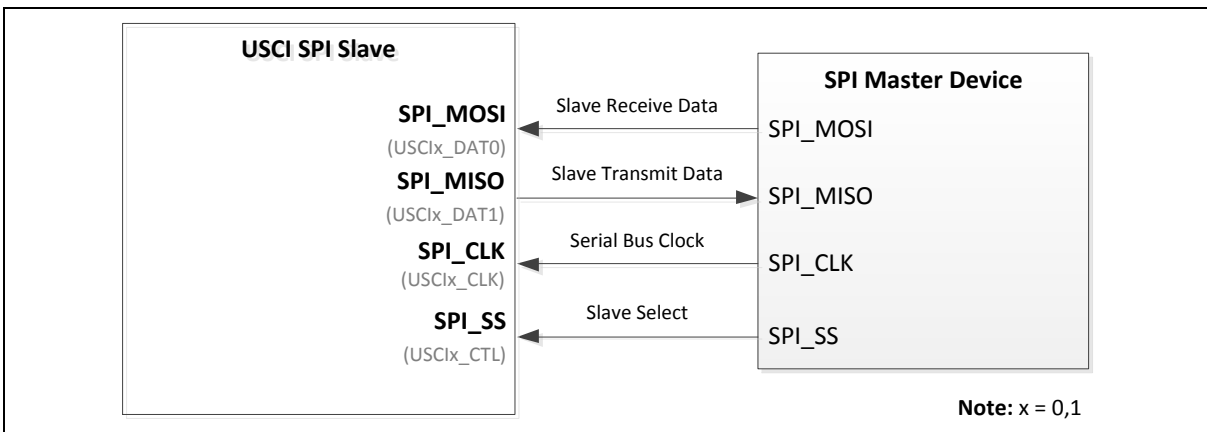 USCI SPI Slave
SPI_MOSI
(USCIx_DAT0)
SPI_MISO
(USCIx_DAT1)
SPI_CLK
(USCIx_CLK)
SPI_SS
(USCIx_CTL)
Slave Receive Data
Slave Transmit Data
Serial Bus Clock
Slave Select
SPI Master Device
SPI_MOSI
SPI_MISO
SPI_CLK
SPI_SS
Note: x = 0,1